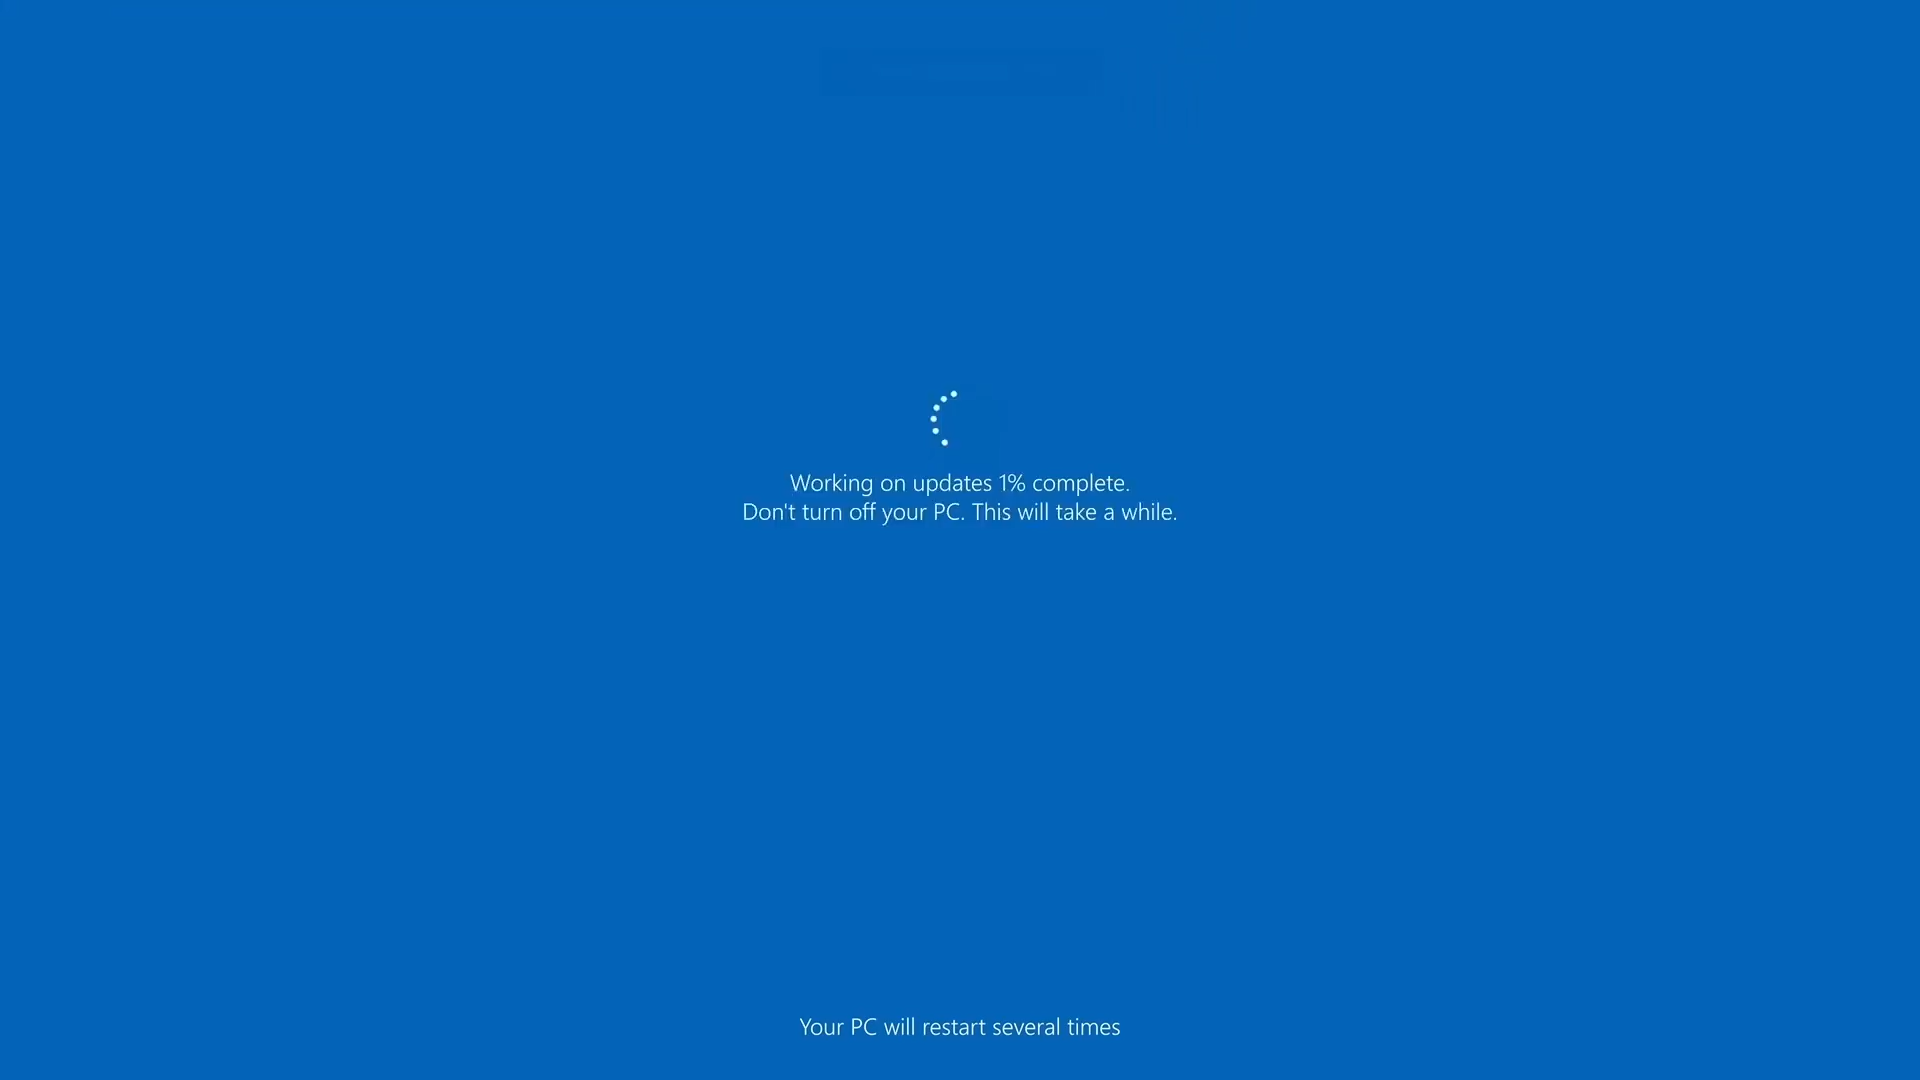 Working on updates 1% complete.
Don't turn off your PC. This will take a while.
Your PC will restart several times